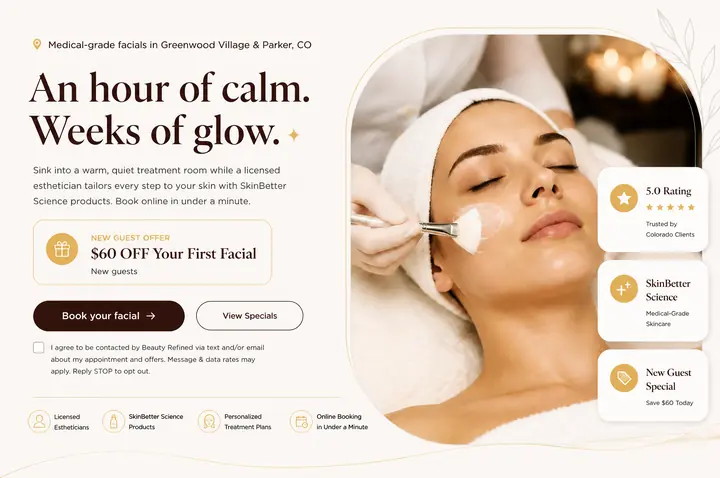 Medical-grade facials in Greenwood Village & Parker, CO
An hour of calm.
Weeks of glow.
Sink into a warm, quiet treatment room while a licensed
esthetician tailors every step to your skin with SkinBetter
Science products. Book online in under a minute.
NEW GUEST OFFER
$60 OFF Your First Facial
New guests
Book your facial →
View Specials
I agree to be contacted by Beauty Refined via text and/or email
about my appointment and offers. Message & data rates may
apply. Reply STOP to opt out.
Licensed
Estheticians
SkinBetter Science
Products
Personalized
Treatment Plans
Online Booking
in Under a Minute
5.0 Rating
Trusted by
Colorado Clients
SkinBetter
Science
Medical-Grade
Skincare
New Guest
Special
Save $60 Today